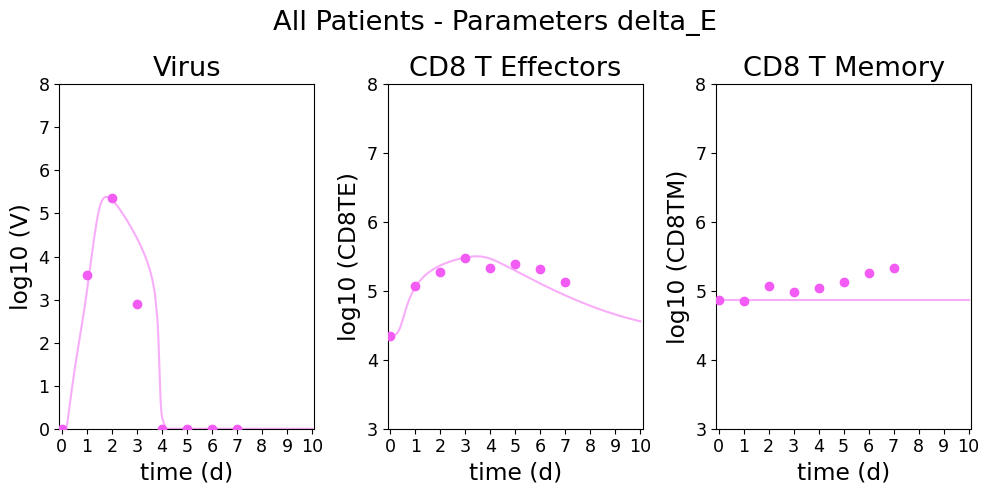 All Patients - Parameters delta_E
Virus
log10 (V)
8
7
6
5
4
3
2
1
0
0 1 2 3 4 5 6 7 8 9 10
time (d)
CD8 T Effectors
log10 (CD8TE)
8
7
6
5
4
3
0 1 2 3 4 5 6 7 8 9 10
time (d)
CD8 T Memory
log10 (CD8TM)
8
7
6
5
4
3
0 1 2 3 4 5 6 7 8 9 10
time (d)